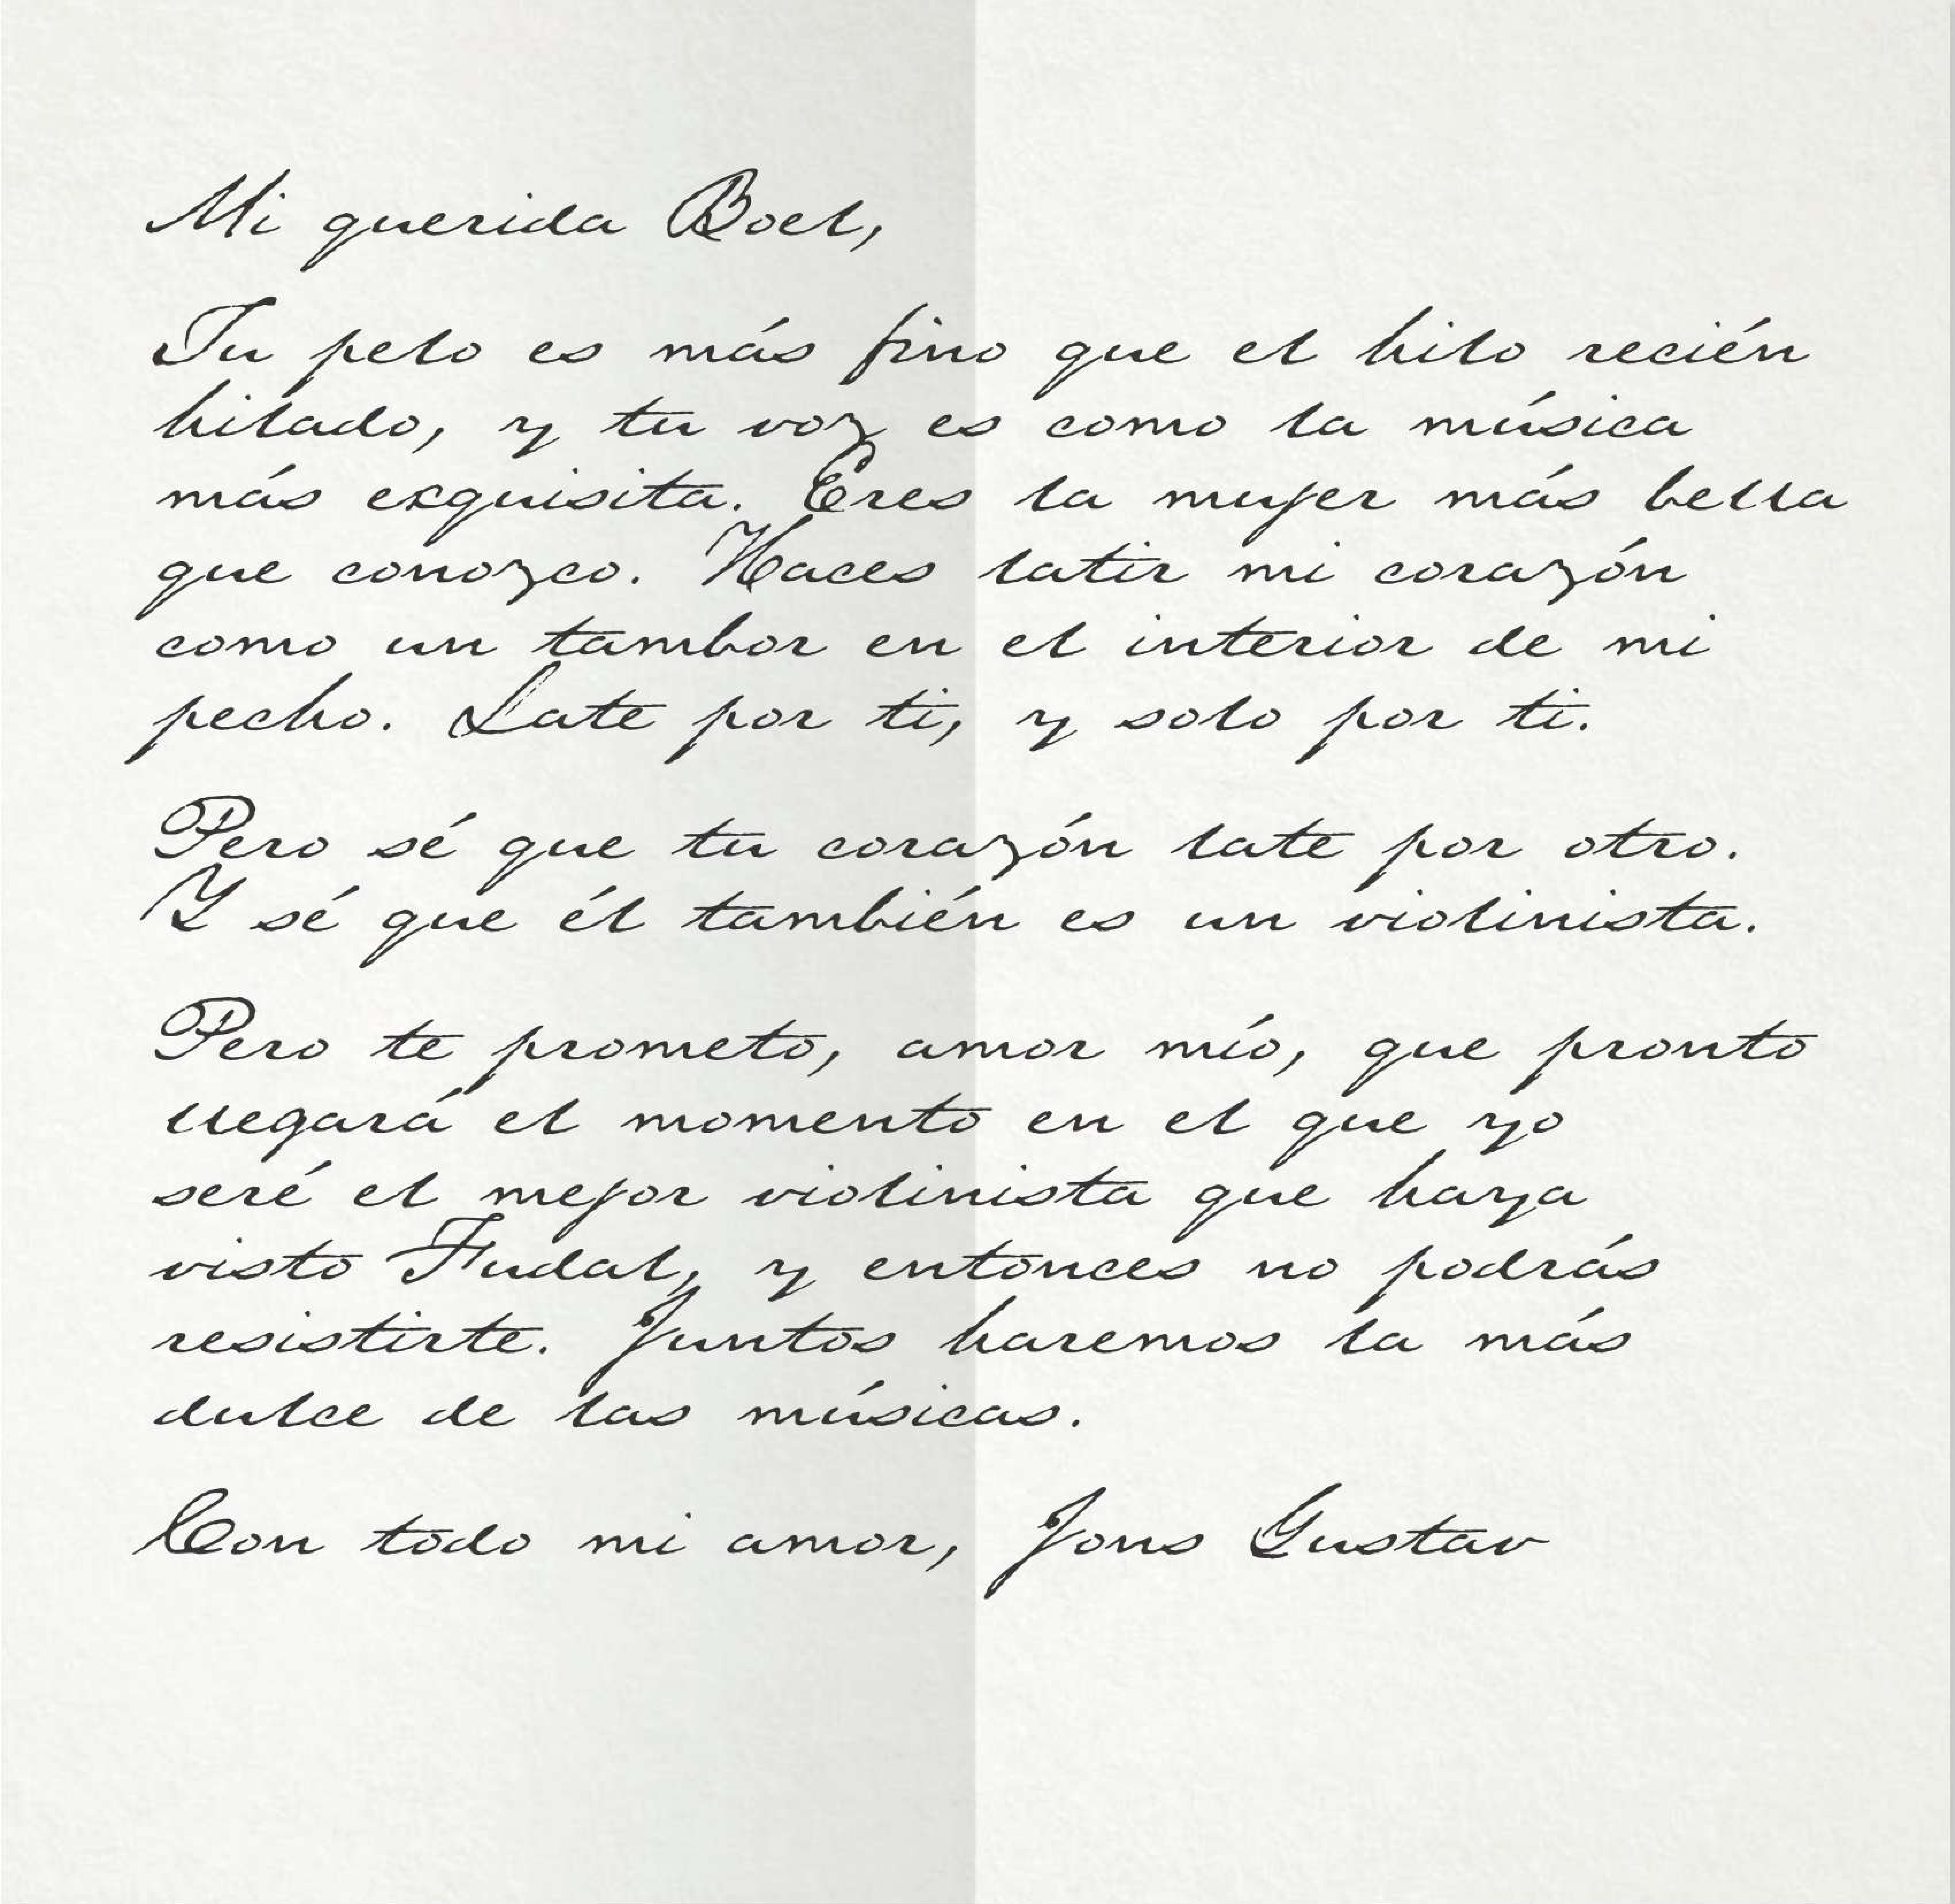 Mi querida Boel,
Tu pelo es más fino que el hilo recién
hilado, y tu voz es como la música
más exquisita. Eres la mujer más bella
que conozco. Haces latir mi corazón
como un tambor en el interior de mi
pecho. Late por ti, y solo por ti.
Pero sé que tu corazón late por otro.
Y sé que él también es un violinista.
Pero te prometo, amor mío, que pronto
llegará el momento en el que yo
seré el mejor violinista que haya
visto Fudal, y entonces no podrás
resistirte. Juntos haremos la más
dulce de las músicas.
Con todo mi amor, Jons Gustav